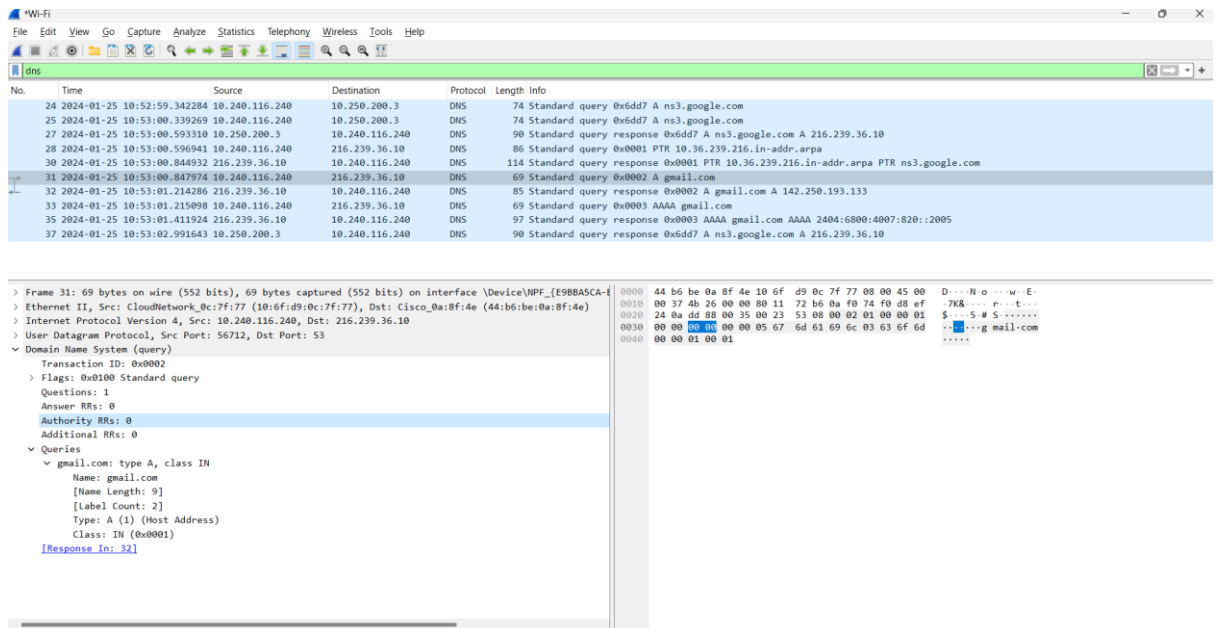 *Wi-Fi
File Edit View Go Capture Analyze Statistics Telephony Wireless Tools Help
dns
No. Time Source Destination Protocol Length Info
24 2024-01-25 10:52:59.342284 10.240.116.240 10.250.200.3 DNS 74 Standard query 0x6dd7 A ns3.google.com
25 2024-01-25 10:53:00.339269 10.240.116.240 10.250.200.3 DNS 74 Standard query 0x6dd7 A ns3.google.com
27 2024-01-25 10:53:00.593310 10.250.200.3 10.240.116.240 DNS 90 Standard query response 0x6dd7 A ns3.google.com A 216.239.36.10
28 2024-01-25 10:53:00.596941 10.240.116.240 216.239.36.10 DNS 86 Standard query 0x0001 PTR 10.36.239.216.in-addr.arpa
30 2024-01-25 10:53:00.844932 216.239.36.10 10.240.116.240 DNS 114 Standard query response 0x0001 PTR 10.36.239.216.in-addr.arpa PTR ns3.google.com
31 2024-01-25 10:53:00.847974 10.240.116.240 216.239.36.10 DNS 69 Standard query 0x0002 A gmail.com
32 2024-01-25 10:53:01.214286 216.239.36.10 10.240.116.240 DNS 85 Standard query response 0x0002 A gmail.com A 142.250.193.133
33 2024-01-25 10:53:01.215098 10.240.116.240 216.239.36.10 DNS 69 Standard query 0x0003 AAAA gmail.com
35 2024-01-25 10:53:01.411924 216.239.36.10 10.240.116.240 DNS 97 Standard query response 0x0003 AAAA gmail.com AAAA 2404:6800:4007:820::2005
37 2024-01-25 10:53:02.991643 10.250.200.3 10.240.116.240 DNS 90 Standard query response 0x6dd7 A ns3.google.com A 216.239.36.10
Frame 31: 69 bytes on wire (552 bits), 69 bytes captured (552 bits) on interface \Device\NPF_{E9BBA5CA-E
Ethernet II, Src: CloudNetwork_0c:7f:77 (10:6f:d9:0c:7f:77), Dst: Cisco_0a:8f:4e (44:b6:be:0a:8f:4e)
Internet Protocol Version 4, Src: 10.240.116.240, Dst: 216.239.36.10
User Datagram Protocol, Src Port: 56712, Dst Port: 53
Domain Name System (query)
Transaction ID: 0x0002
Flags: 0x0100 Standard query
Questions: 1
Answer RRs: 0
Authority RRs: 0
Additional RRs: 0
Queries
gmail.com: type A, class IN
Name: gmail.com
[Name Length: 9]
[Label Count: 2]
Type: A (1) (Host Address)
Class: IN (0x0001)
[Response In: 32]
0000 44 b6 be 0a 8f 4e 10 6f d9 0c 7f 77 08 00 45 00 D····N·o ···w··E·
0010 00 37 4b 26 00 00 80 11 72 b6 0a f0 74 f0 d8 ef ·7K&···· r···t···
0020 24 0a dd 88 00 35 00 23 53 08 00 02 01 00 00 01 $····5·# S·······
0030 00 00 00 00 00 00 05 67 6d 61 69 6c 03 63 6f 6d ·······g mail·com
0040 00 00 01 00 01 ·····